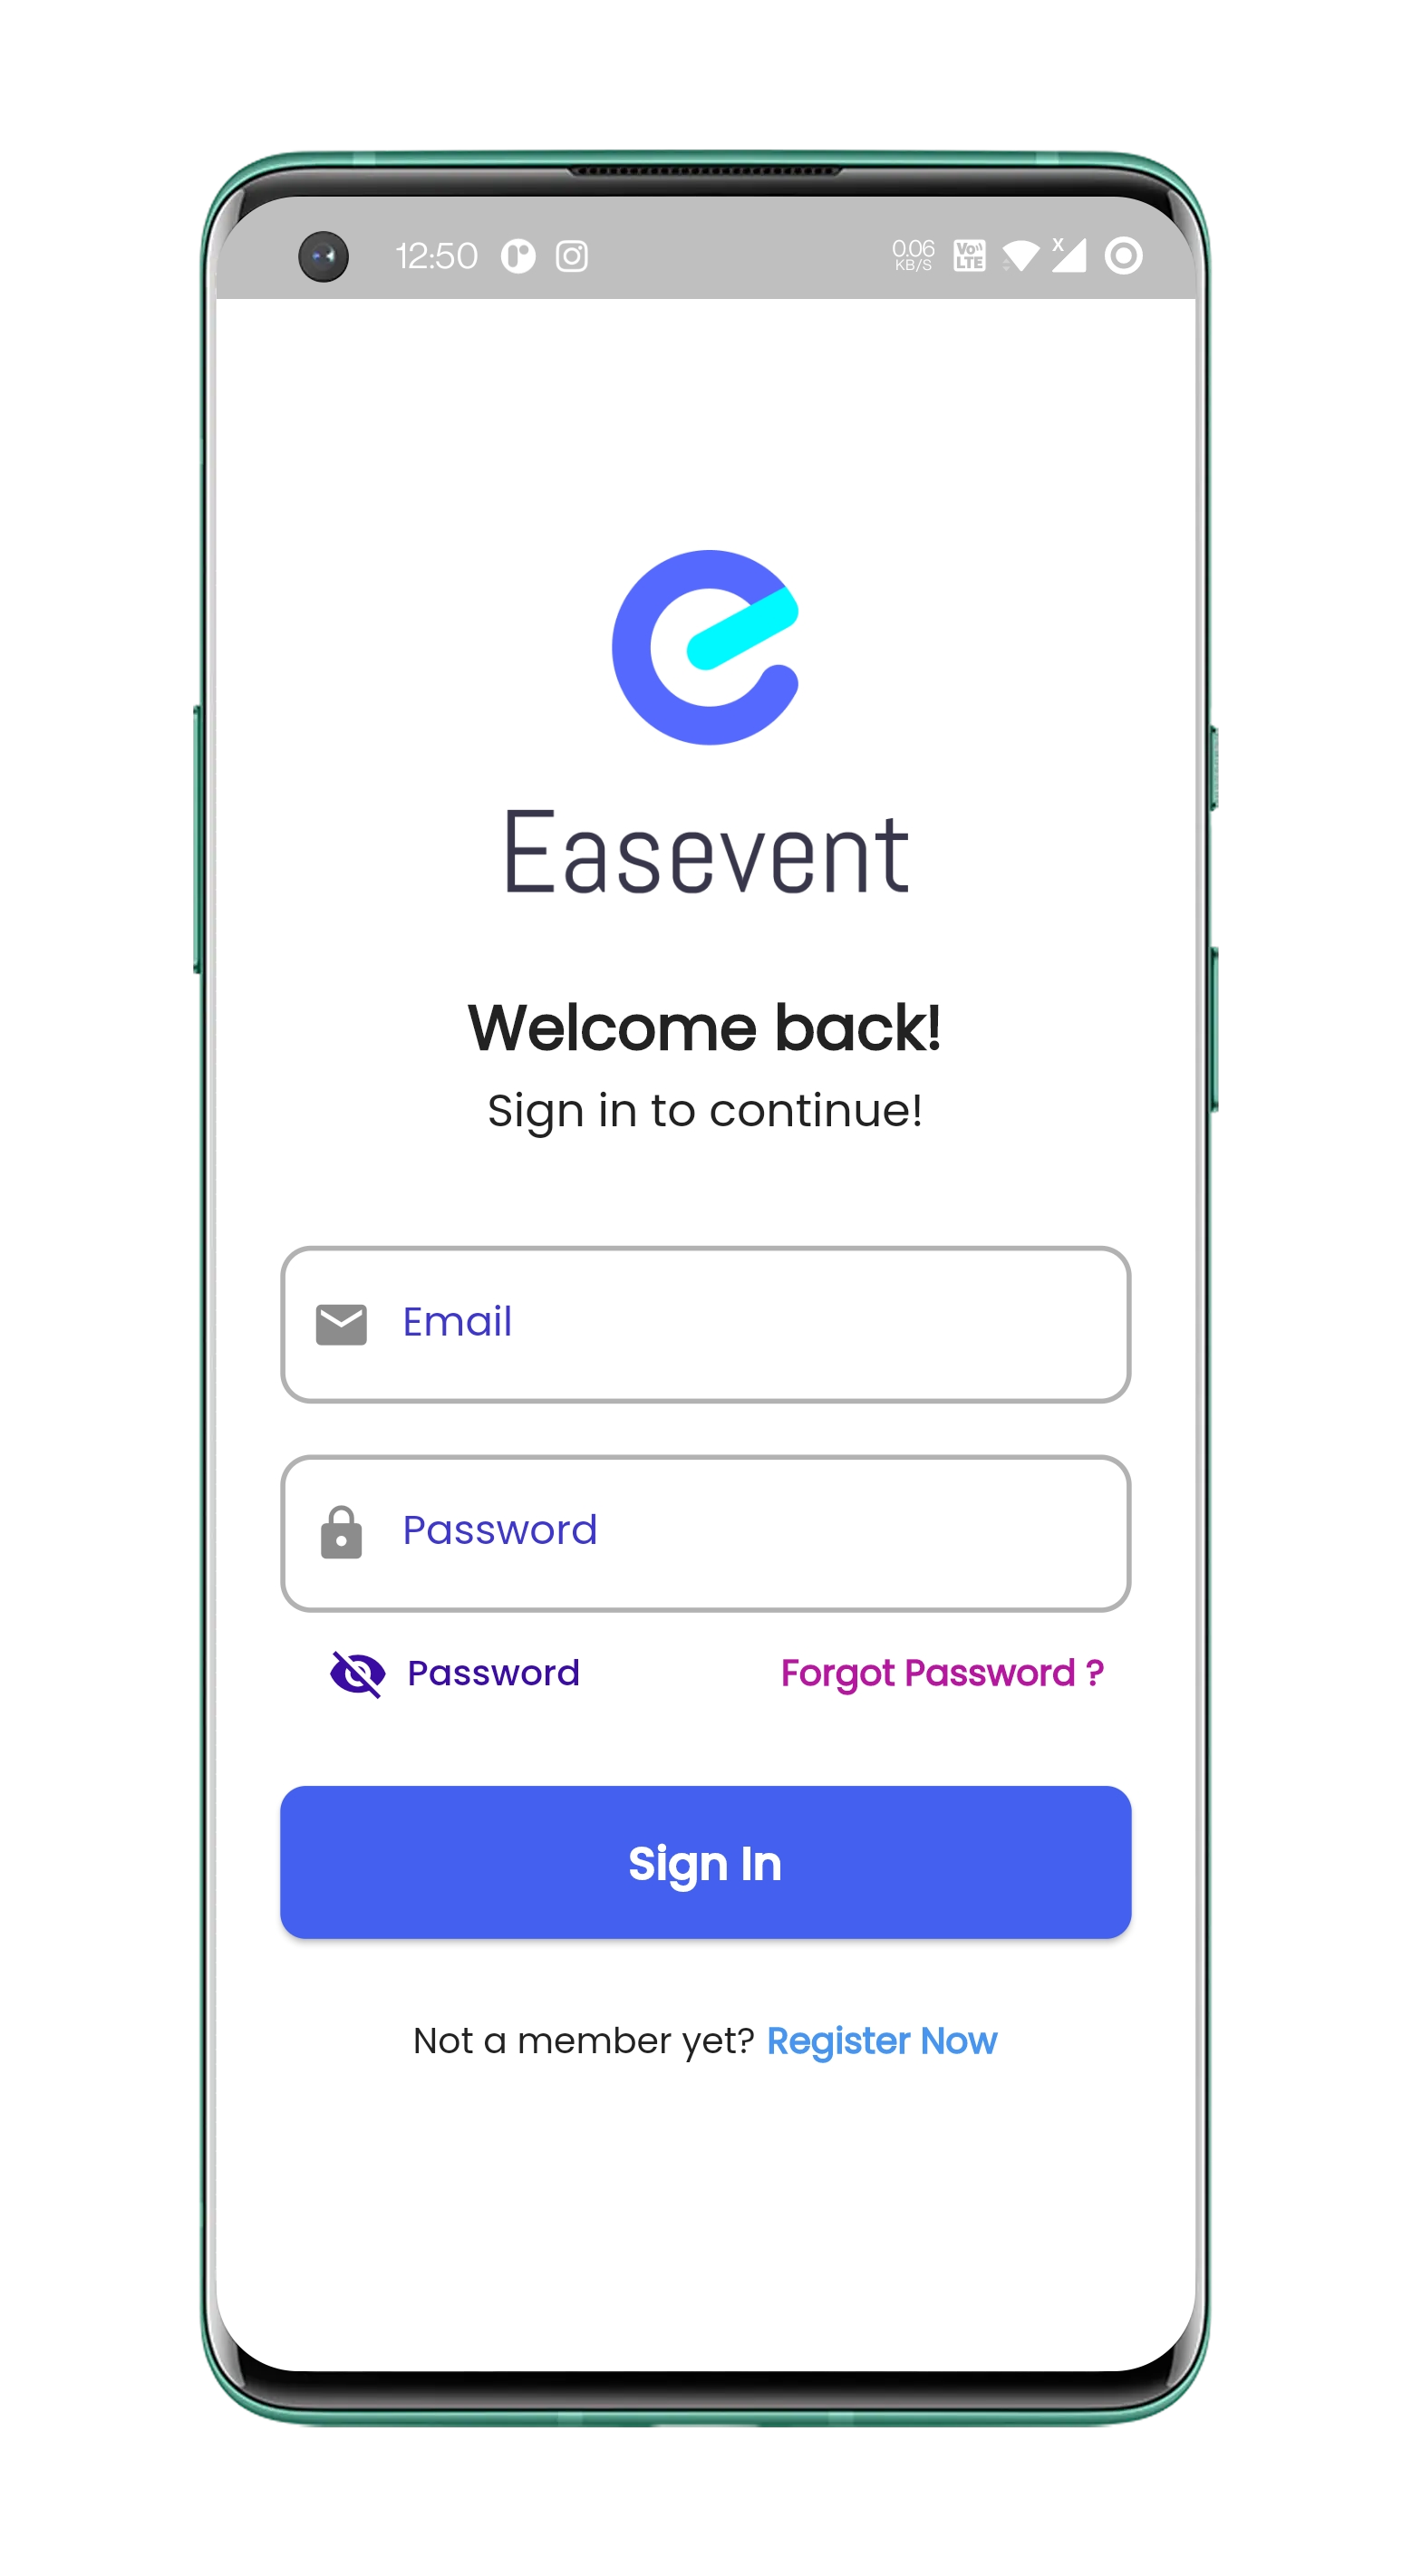 12:50 0.06 KB/S Vo LTE X
Easevent
Welcome back!
Sign in to continue!
Email
Password
Password Forgot Password ?
Sign In
Not a member yet? Register Now